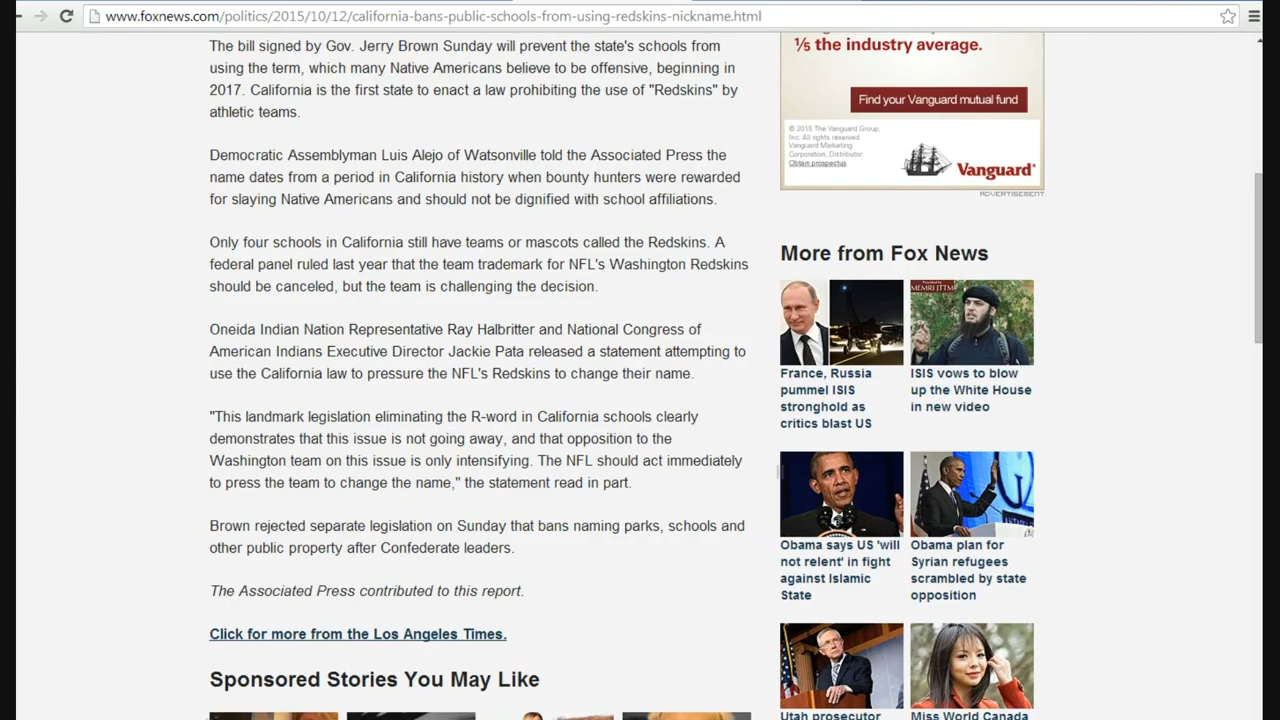 www.foxnews.com/politics/2015/10/12/california-bans-public-schools-from-using-redskins-nickname.html
The bill signed by Gov. Jerry Brown Sunday will prevent the state's schools from
using the term, which many Native Americans believe to be offensive, beginning in
2017. California is the first state to enact a law prohibiting the use of "Redskins" by
athletic teams.
Democratic Assemblyman Luis Alejo of Watsonville told the Associated Press the
name dates from a period in California history when bounty hunters were rewarded
for slaying Native Americans and should not be dignified with school affiliations.
Only four schools in California still have teams or mascots called the Redskins. A
federal panel ruled last year that the team trademark for NFL's Washington Redskins
should be canceled, but the team is challenging the decision.
Oneida Indian Nation Representative Ray Halbritter and National Congress of
American Indians Executive Director Jackie Pata released a statement attempting to
use the California law to pressure the NFL's Redskins to change their name.
"This landmark legislation eliminating the R-word in California schools clearly
demonstrates that this issue is not going away, and that opposition to the
Washington team on this issue is only intensifying. The NFL should act immediately
to press the team to change the name," the statement read in part.
Brown rejected separate legislation on Sunday that bans naming parks, schools and
other public property after Confederate leaders.
The Associated Press contributed to this report.
Click for more from the Los Angeles Times.
Sponsored Stories You May Like
⅕ the industry average.
Find your Vanguard mutual fund
© 2015 The Vanguard Group,
Inc. All rights reserved.
Vanguard Marketing
Corporation, Distributor
Obtain prospectus
Vanguard
ADVERTISEMENT
More from Fox News
MEMRI JTTM
France, Russia
pummel ISIS
stronghold as
critics blast US
ISIS vows to blow
up the White House
in new video
Obama says US 'will
not relent' in fight
against Islamic
State
Obama plan for
Syrian refugees
scrambled by state
opposition
Utah prosecutor
Miss World Canada